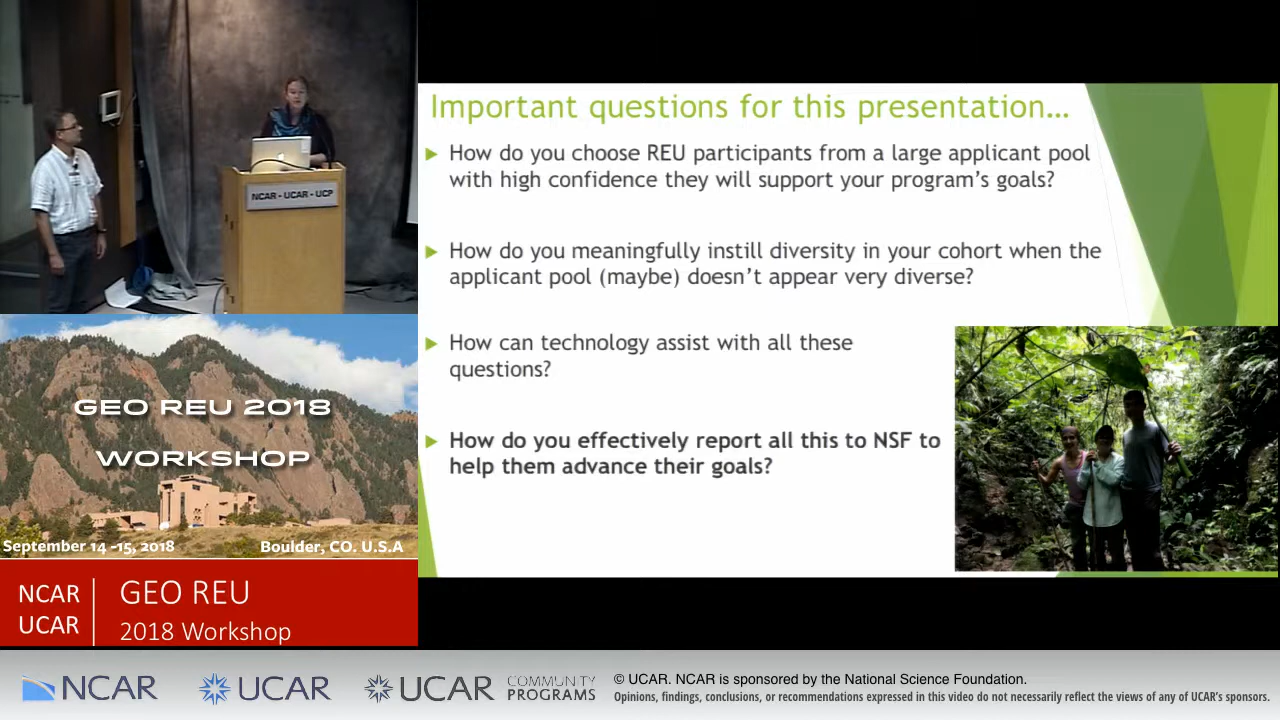 NCAR - UCAR - UCP
GEO REU 2018
WORKSHOP
September 14 -15, 2018
Boulder, CO. U.S.A
NCAR
UCAR
GEO REU
2018 Workshop
Important questions for this presentation...
How do you choose REU participants from a large applicant pool
with high confidence they will support your program's goals?
How do you meaningfully instill diversity in your cohort when the
applicant pool (maybe) doesn't appear very diverse?
How can technology assist with all these
questions?
How do you effectively report all this to NSF to
help them advance their goals?
NCAR
UCAR
UCAR
COMMUNITY
PROGRAMS
© UCAR. NCAR is sponsored by the National Science Foundation.
Opinions, findings, conclusions, or recommendations expressed in this video do not necessarily reflect the views of any of UCAR's sponsors.